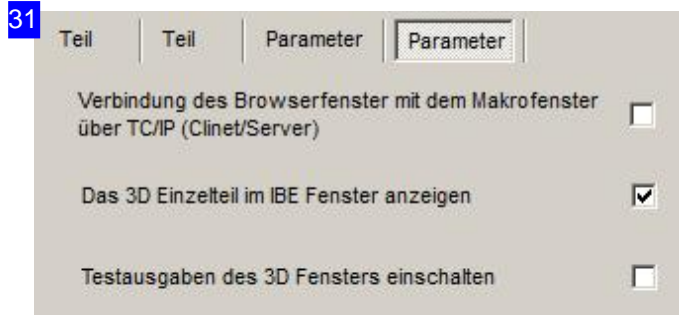 31
Teil Teil Parameter Parameter
Verbindung des Browserfenster mit dem Makrofenster
über TC/IP (Clinet/Server)
Das 3D Einzelteil im IBE Fenster anzeigen
Testausgaben des 3D Fensters einschalten